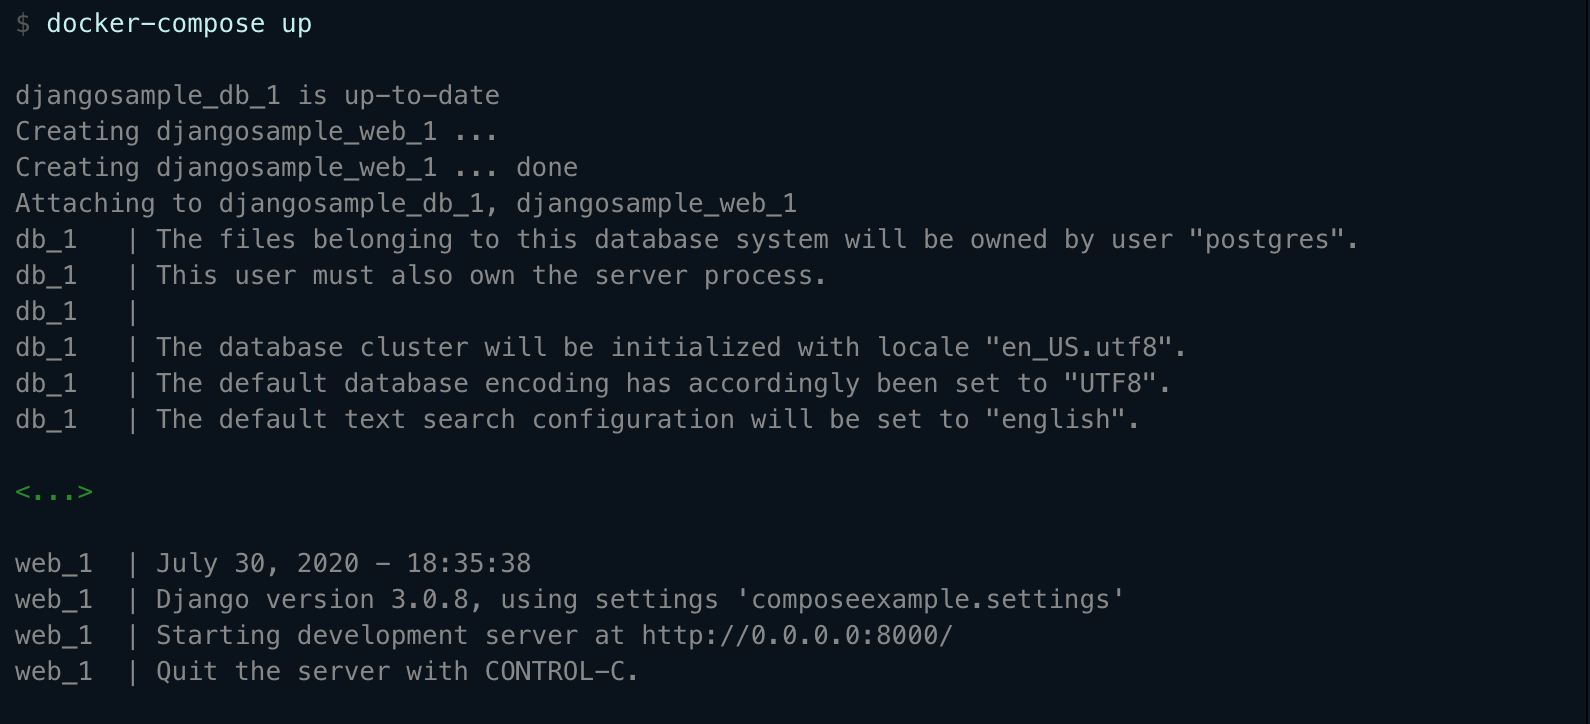 $ docker-compose up
djangosample_db_1 is up-to-date
Creating djangosample_web_1 ...
Creating djangosample_web_1 ... done
Attaching to djangosample_db_1, djangosample_web_1
db_1   | The files belonging to this database system will be owned by user "postgres".
db_1   | This user must also own the server process.
db_1   |
db_1   | The database cluster will be initialized with locale "en_US.utf8".
db_1   | The default database encoding has accordingly been set to "UTF8".
db_1   | The default text search configuration will be set to "english".
<...>
web_1  | July 30, 2020 - 18:35:38
web_1  | Django version 3.0.8, using settings 'composeexample.settings'
web_1  | Starting development server at http://0.0.0.0:8000/
web_1  | Quit the server with CONTROL-C.